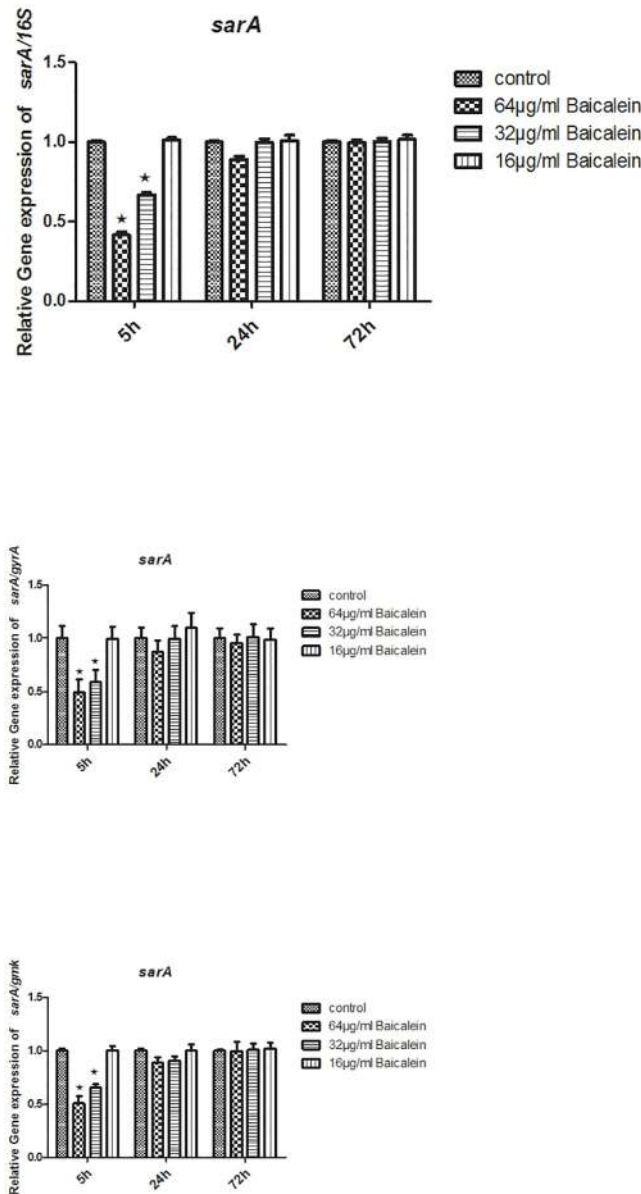 sarA
Relative Gene expression of sarA/16S
1.5
1.0
0.5
0.0
★
★
5h
24h
72h
control
64μg/ml Baicalein
32μg/ml Baicalein
16μg/ml Baicalein
sarA
Relative Gene expression of sarA/gyrA
1.5
1.0
0.5
0.0
★
★
5h
24h
72h
control
64μg/ml Baicalein
32μg/ml Baicalein
16μg/ml Baicalein
sarA
Relative Gene expression of sarA/gmk
1.5
1.0
0.5
0.0
★
★
5h
24h
72h
control
64μg/ml Baicalein
32μg/ml Baicalein
16μg/ml Baicalein